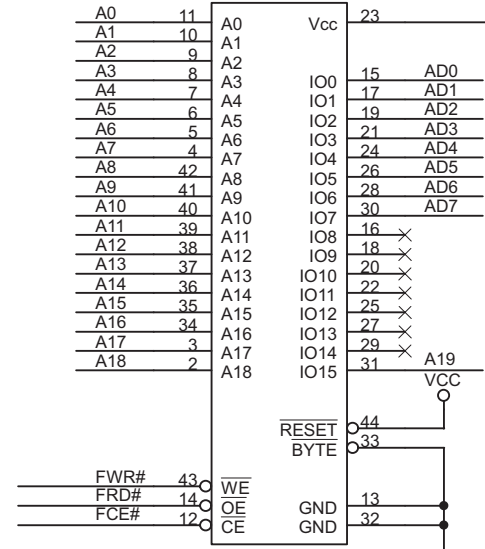 A0 11 A0 Vcc 23
A1 10 A1
A2 9 A2
A3 8 A3 IO0 15 AD0
A4 7 A4 IO1 17 AD1
A5 6 A5 IO2 19 AD2
A6 5 A6 IO3 21 AD3
A7 4 A7 IO4 24 AD4
A8 42 A8 IO5 26 AD5
A9 41 A9 IO6 28 AD6
A10 40 A10 IO7 30 AD7
A11 39 A11 IO8 16
A12 38 A12 IO9 18
A13 37 A13 IO10 20
A14 36 A14 IO11 22
A15 35 A15 IO12 25
A16 34 A16 IO13 27
A17 3 A17 IO14 29
A18 2 A18 IO15 31 A19
VCC
RESET 44
BYTE 33
FWR# 43 WE
FRD# 14 OE GND 13
FCE# 12 CE GND 32